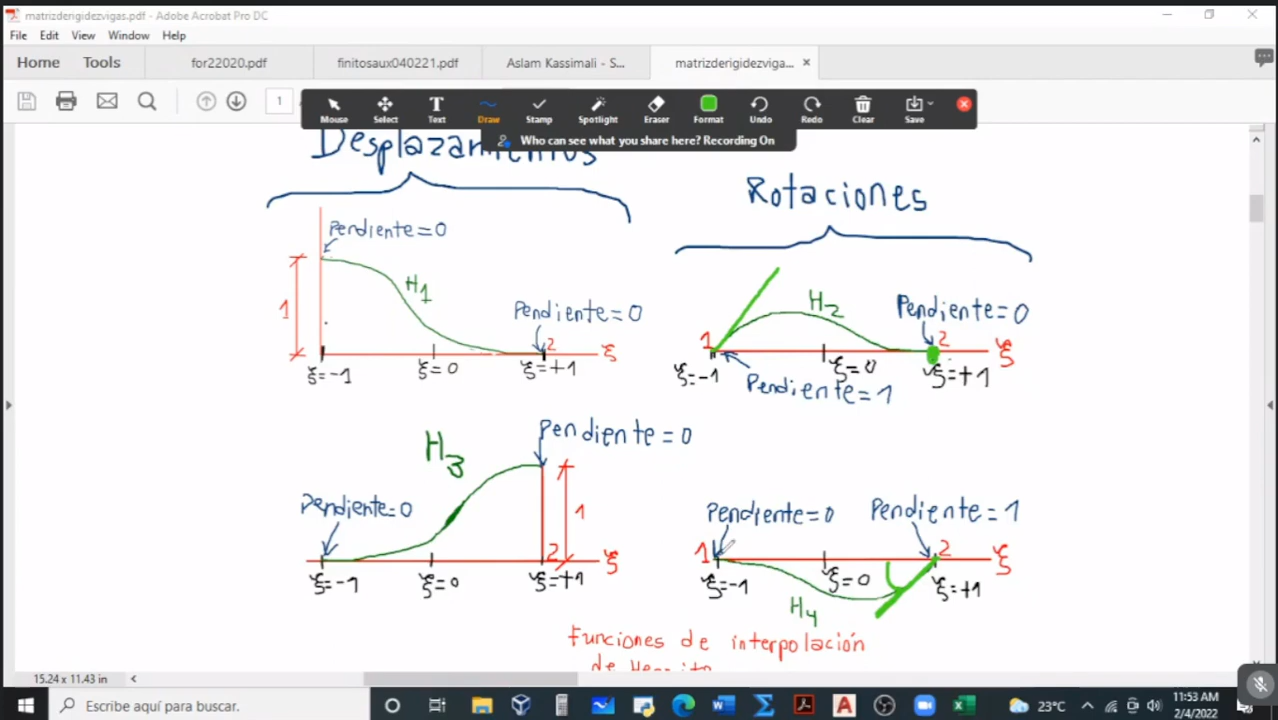 matrizderigidezvigas.pdf - Adobe Acrobat Pro DC
File Edit View Window Help
Home Tools for22020.pdf finitosaux040221.pdf Aslam Kassimali - S... matrizderigidezviga... ×
1
Mouse Select Text Draw Stamp Spotlight Eraser Format Undo Redo Clear Save
Who can see what you share here? Recording On
Desplazamientos
Rotaciones
Pendiente=0
1
H1
Pendiente=0
2
ξ
ξ=-1 ξ=0 ξ=+1
H2
Pendiente=0
1
2
ξ
ξ=-1
ξ=0
ξ=+1
Pendiente=1
H3
Pendiente=0
Pendiente=0
1
2
ξ
ξ=-1 ξ=0 ξ=+1
Pendiente=0
Pendiente=1
1
2
ξ
ξ=-1
ξ=0
ξ=+1
H4
Funciones de interpolación
de
15.24 x 11.43 in
Escribe aquí para buscar.
23°C
11:53 AM
2/4/2022